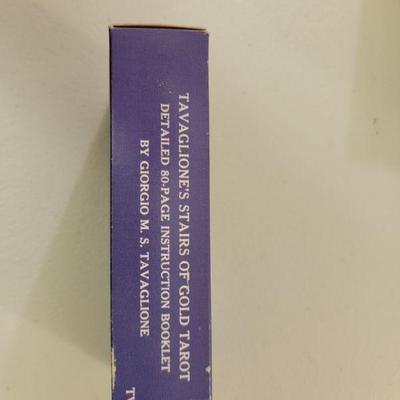 TAVAGLIONE'S STAIRS OF GOLD TAROT
DETAILED 80-PAGE INSTRUCTION BOOKLET
BY GIORGIO M. S. TAVAGLIONE